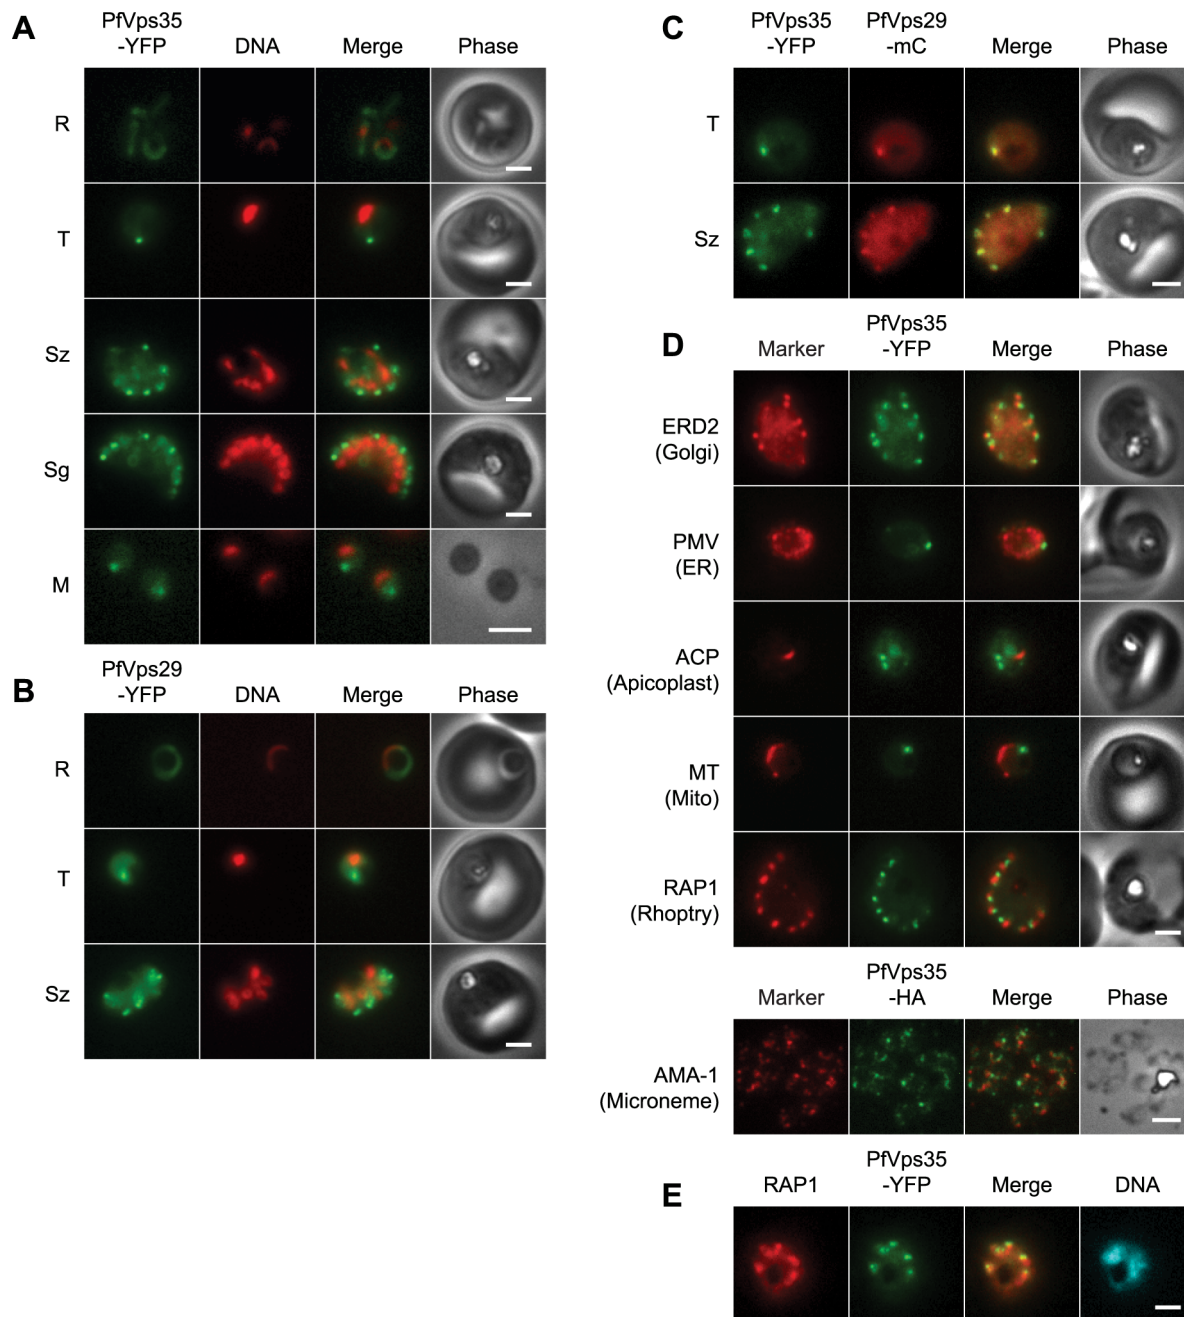 A
PfVps35
-YFP
DNA
Merge
Phase
R
T
Sz
Sg
M
B
PfVps29
-YFP
DNA
Merge
Phase
R
T
Sz
C
PfVps35
-YFP
PfVps29
-mC
Merge
Phase
T
Sz
D
Marker
PfVps35
-YFP
Merge
Phase
ERD2
(Golgi)
PMV
(ER)
ACP
(Apicoplast)
MT
(Mito)
RAP1
(Rhoptry)
Marker
PfVps35
-HA
Merge
Phase
AMA-1
(Microneme)
E
RAP1
PfVps35
-YFP
Merge
DNA